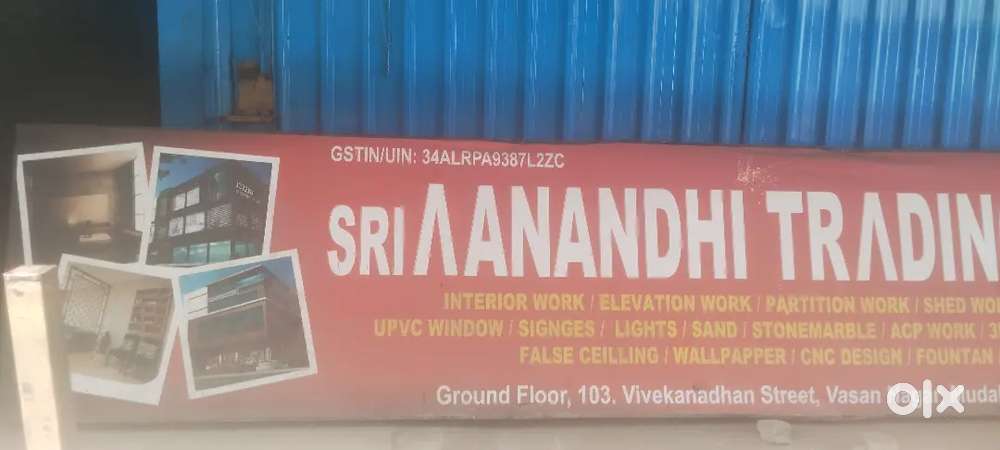 GSTIN/UIN: 34ALRPA9387L2ZC
SRI AANANDHI TRADIN
INTERIOR WORK / ELEVATION WORK / PARTITION WORK / SHED WO
UPVC WINDOW / SIGNGES / LIGHTS / SAND / STONEMARBLE / ACP WORK / 3
FALSE CEILLING / WALLPAPPER / CNC DESIGN / FOUNTAN
Ground Floor, 103. Vivekanadhan Street, Vasan
olx